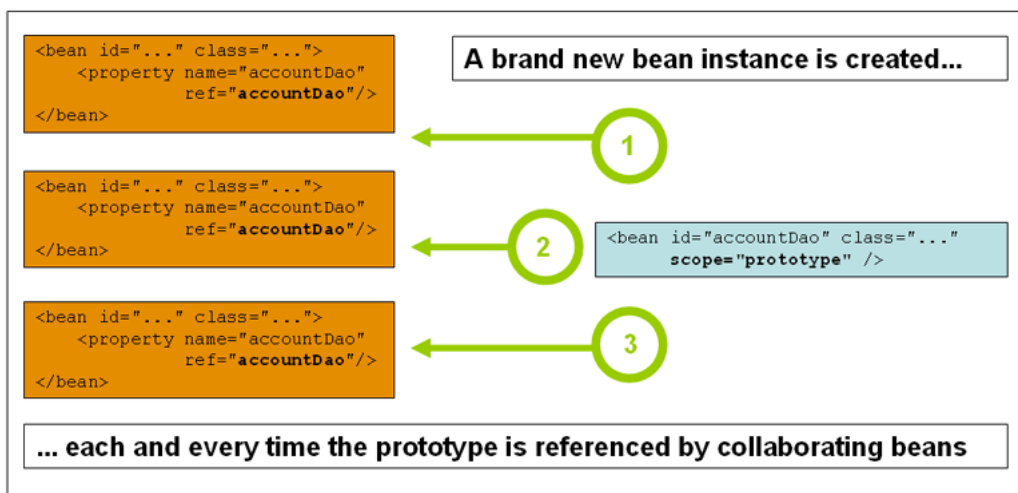 <bean id="..." class="...">
    <property name="accountDao"
              ref="accountDao"/>
</bean>
A brand new bean instance is created...
1
<bean id="..." class="...">
    <property name="accountDao"
              ref="accountDao"/>
</bean>
2
<bean id="accountDao" class="..."
      scope="prototype" />
<bean id="..." class="...">
    <property name="accountDao"
              ref="accountDao"/>
</bean>
3
... each and every time the prototype is referenced by collaborating beans